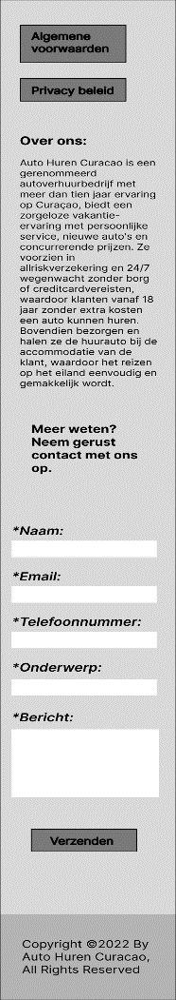 Algemene
voorwaarden
Privacy beleid
Over ons:
Auto Huren Curacao is een
gerenommeerd
autoverhuurbedrijf met
meer dan tien jaar ervaring
op Curaçao, biedt een
zorgeloze vakantie-
ervaring met persoonlijke
service, nieuwe auto's en
concurrerende prijzen. Ze
voorzien in
allriskverzekering en 24/7
wegenwacht zonder borg
of creditcardvereisten,
waardoor klanten vanaf 18
jaar zonder extra kosten
een auto kunnen huren.
Bovendien bezorgen en
halen ze de huurauto bij de
accommodatie van de
klant, waardoor het reizen
op het eiland eenvoudig en
gemakkelijk wordt.
Meer weten?
Neem gerust
contact met ons
op.
*Naam:
*Email:
*Telefoonnummer:
*Onderwerp:
*Bericht:
Verzenden
Copyright ©2022 By
Auto Huren Curacao,
All Rights Reserved